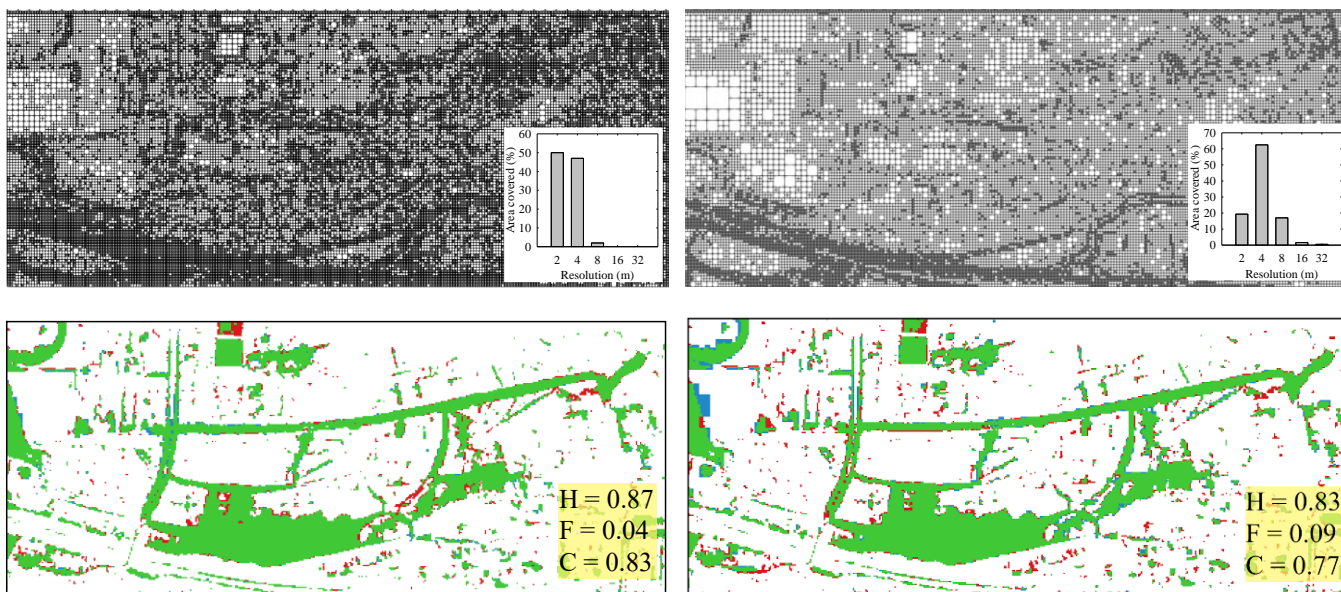 60
50
40
30
20
10
0
Area covered (%)
2 4 8 16 32
Resolution (m)
70
60
50
40
30
20
10
0
Area covered (%)
2 4 8 16 32
Resolution (m)
H = 0.87
F = 0.04
C = 0.83
H = 0.83
F = 0.09
C = 0.77